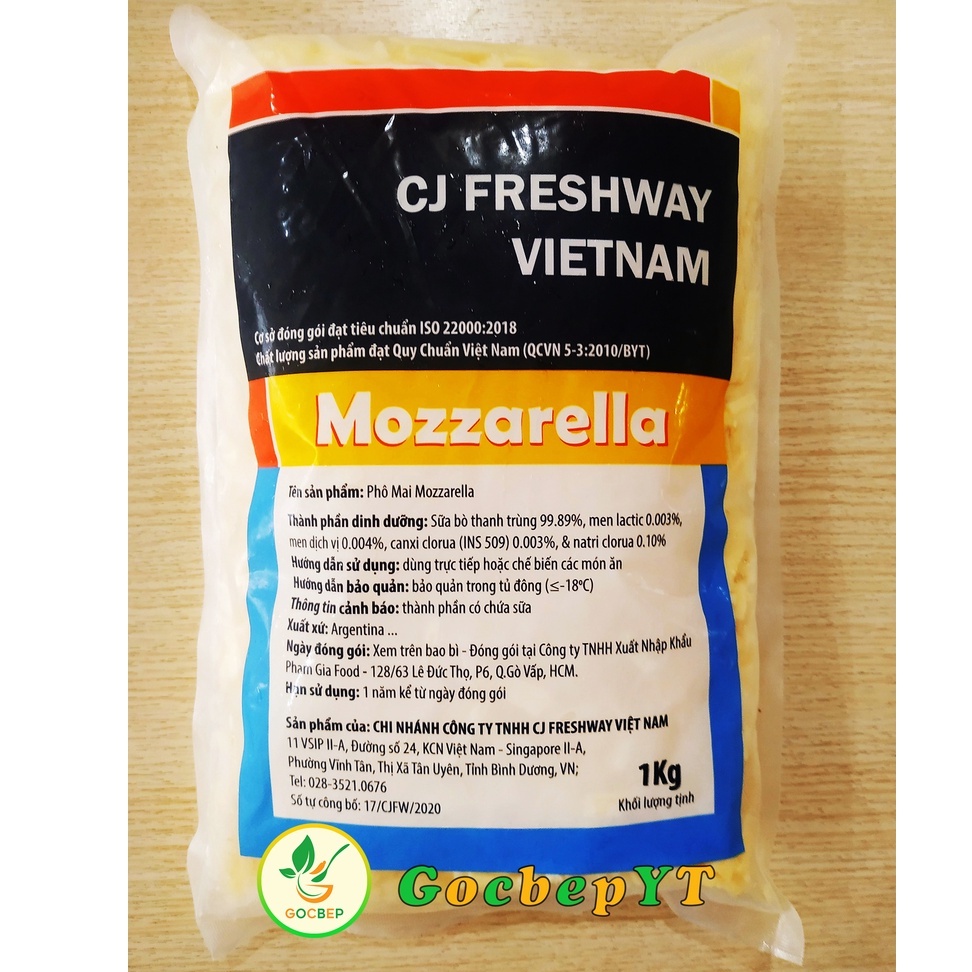 CJ FRESHWAY
VIETNAM
Cơ sở đóng gói đạt tiêu chuẩn ISO 22000:2018
Chất lượng sản phẩm đạt Quy Chuẩn Việt Nam (QCVN 5-3:2010/BYT)
Mozzarella
Tên sản phẩm: Phô Mai Mozzarella
Thành phần dinh dưỡng: Sữa bò thanh trùng 99.89%, men lactic 0.003%,
men dịch vị 0.004%, canxi clorua (INS 509) 0.003%, & natri clorua 0.10%
Hướng dẫn sử dụng: dùng trực tiếp hoặc chế biến các món ăn
Hướng dẫn bảo quản: bảo quản trong tủ đông (≤-18°C)
Thông tin cảnh báo: thành phần có chứa sữa
Xuất xứ: Argentina ...
Ngày đóng gói: Xem trên bao bì - Đóng gói tại Công ty TNHH Xuất Nhập Khẩu
Phạm Gia Food - 128/63 Lê Đức Thọ, P6, Q.Gò Vấp, HCM.
Hạn sử dụng: 1 năm kể từ ngày đóng gói
Sản phẩm của: CHI NHÁNH CÔNG TY TNHH CJ FRESHWAY VIỆT NAM
11 VSIP II-A, Đường số 24, KCN Việt Nam - Singapore II-A,
Phường Vĩnh Tân, Thị Xã Tân Uyên, Tỉnh Bình Dương, VN;
Tel: 028-3521.0676
Số tự công bố: 17/CJFW/2020
1Kg
Khối lượng tịnh
GOCBEP
GocbepYT